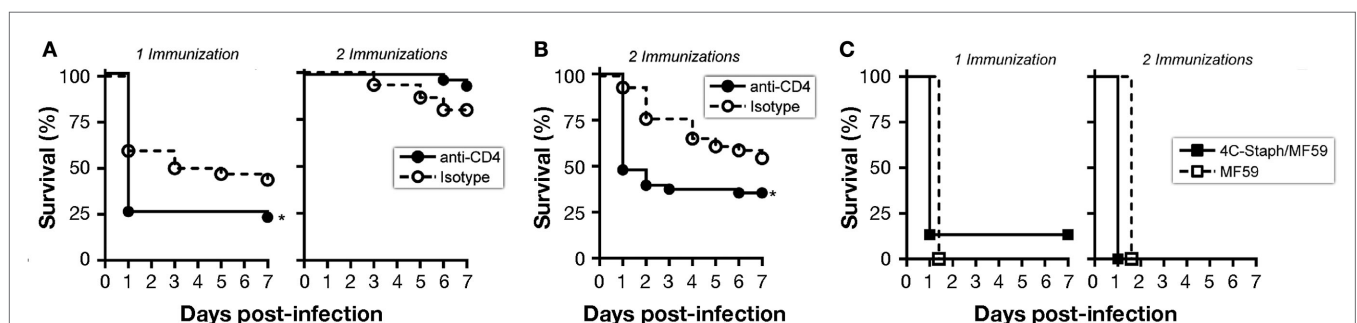 A
1 Immunization
2 Immunizations
Survival (%)
100
75
50
25
0
0 1 2 3 4 5 6 7
0 1 2 3 4 5 6 7
anti-CD4
Isotype
*
Days post-infection
B
2 Immunizations
Survival (%)
100
75
50
25
0
0 1 2 3 4 5 6 7
anti-CD4
Isotype
*
Days post-infection
C
1 Immunization
2 Immunizations
Survival (%)
100
75
50
25
0
0 1 2 3 4 5 6 7
0 1 2 3 4 5 6 7
4C-Staph/MF59
MF59
Days post-infection